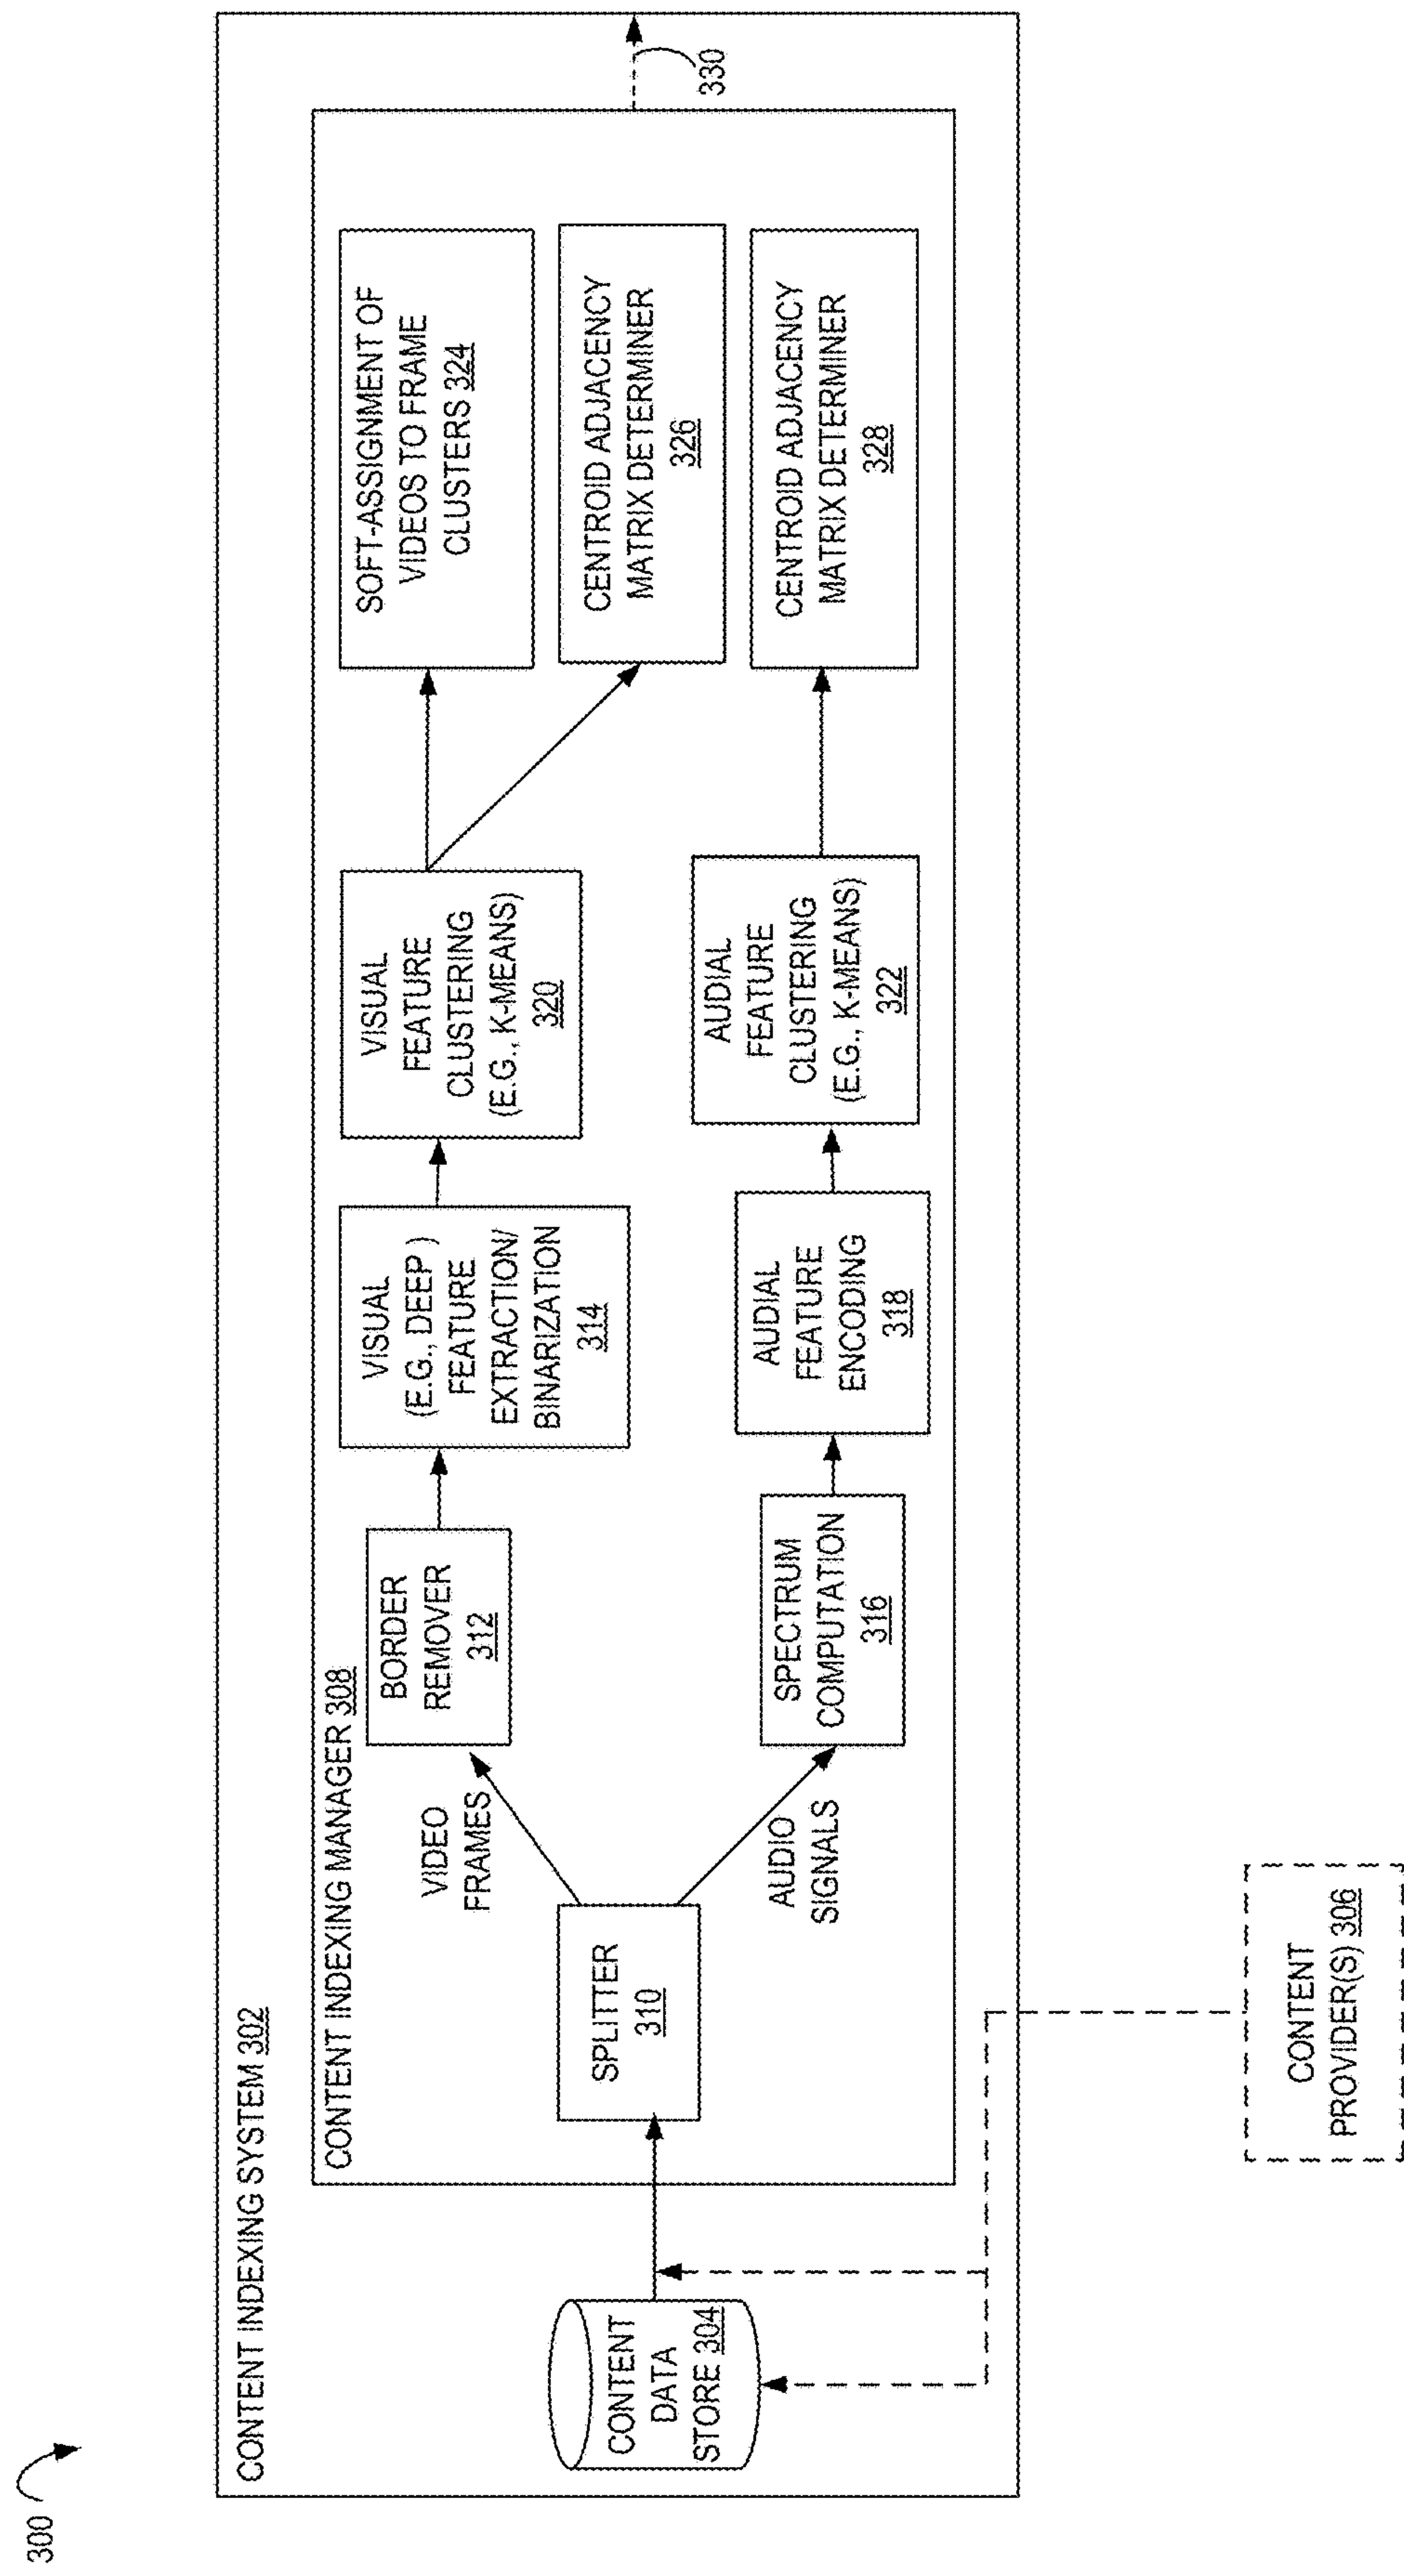 300
CONTENT INDEXING SYSTEM 302
CONTENT INDEXING MANAGER 308
CONTENT
DATA
STORE 304
SPLITTER
310
VIDEO
FRAMES
AUDIO
SIGNALS
BORDER
REMOVER
312
SPECTRUM
COMPUTATION
316
VISUAL
(E.G., DEEP )
FEATURE
EXTRACTION/
BINARIZATION
314
AUDIAL
FEATURE
ENCODING
318
VISUAL
FEATURE
CLUSTERING
(E.G., K-MEANS)
320
AUDIAL
FEATURE
CLUSTERING
(E.G., K-MEANS)
322
SOFT-ASSIGNMENT OF
VIDEOS TO FRAME
CLUSTERS 324
CENTROID ADJACENCY
MATRIX DETERMINER
326
CENTROID ADJACENCY
MATRIX DETERMINER
328
330
CONTENT
PROVIDER(S) 306